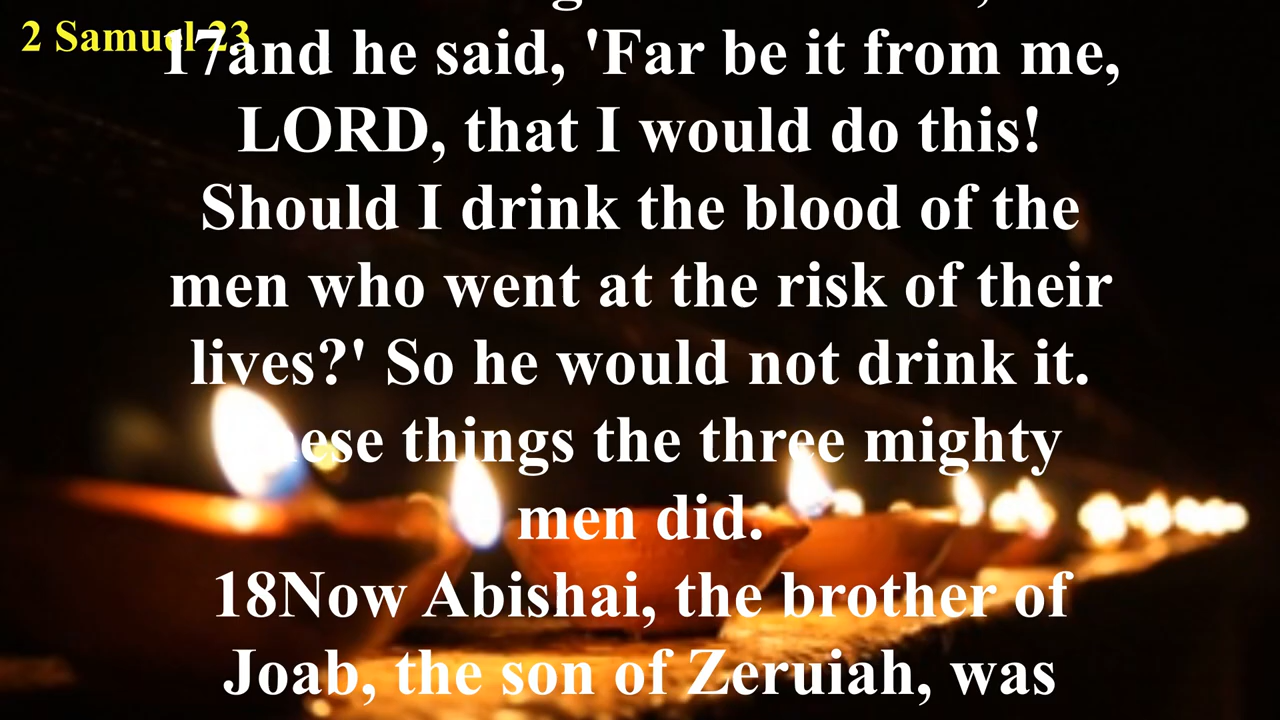 2 Samuel 23
17and he said, 'Far be it from me,
LORD, that I would do this!
Should I drink the blood of the
men who went at the risk of their
lives?' So he would not drink it.
These things the three mighty
men did.
18Now Abishai, the brother of
Joab, the son of Zeruiah, was